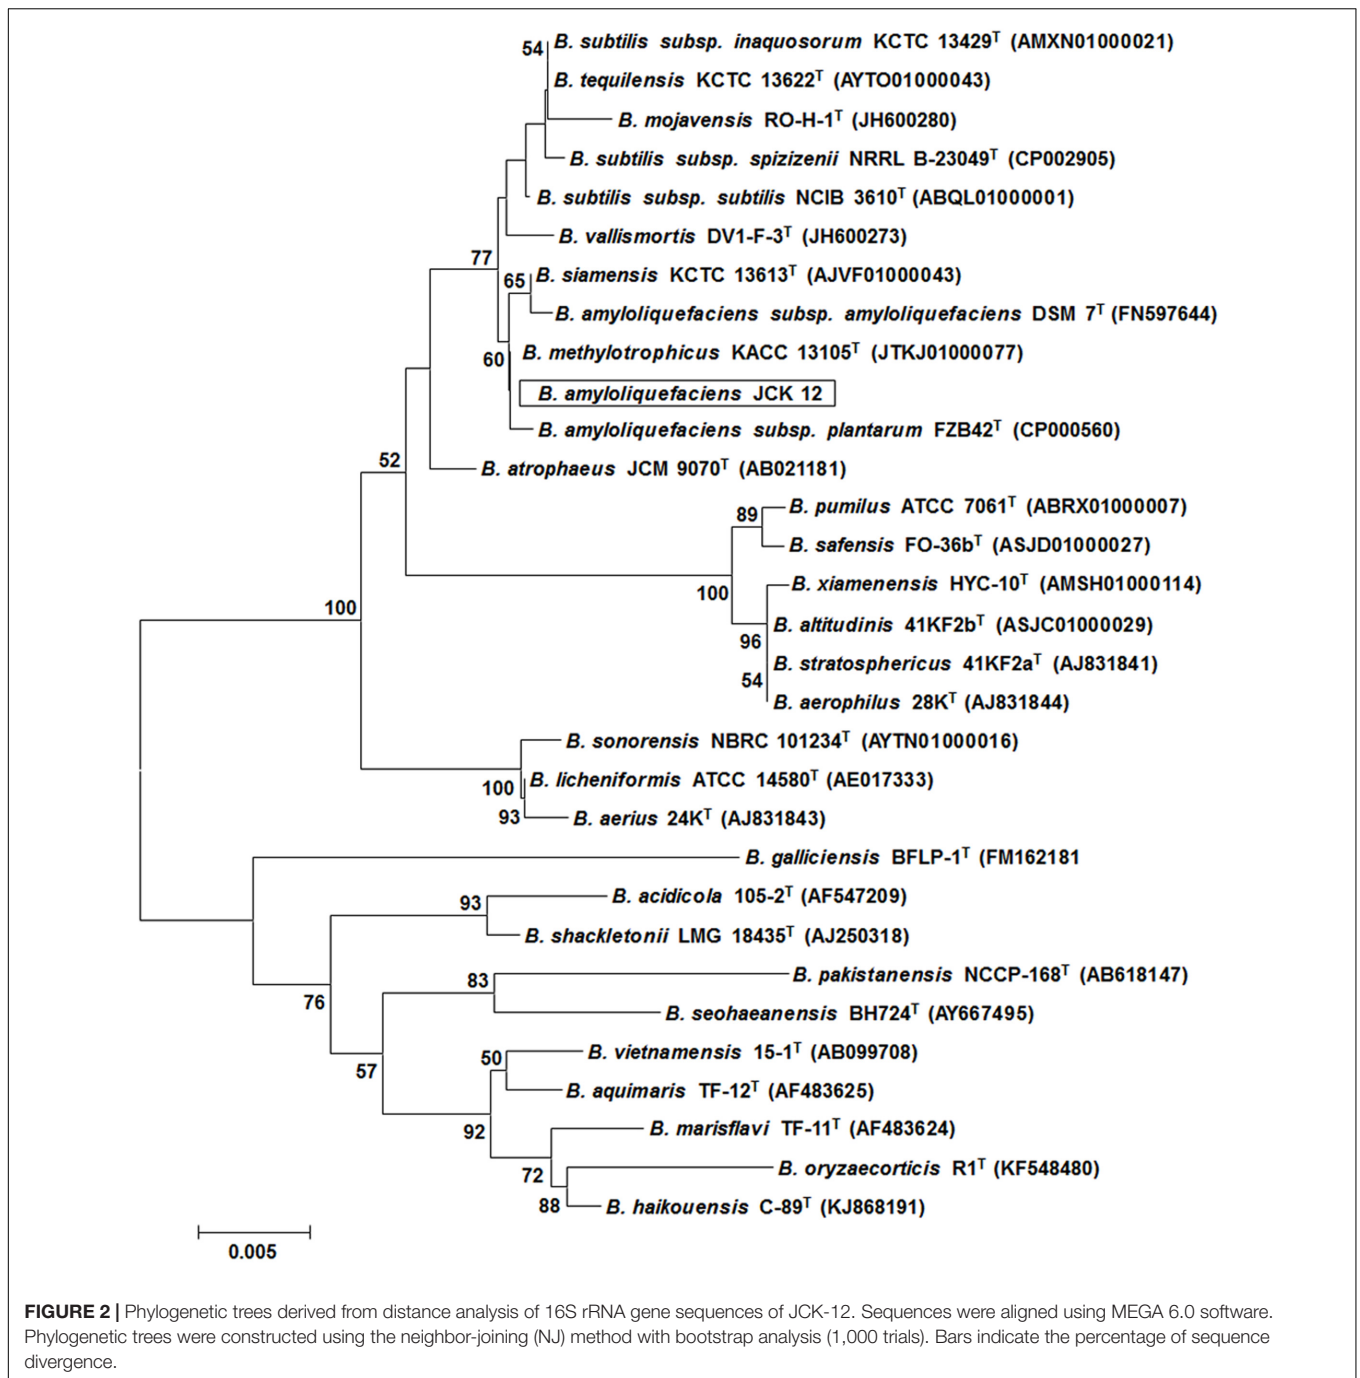 54
B. subtilis subsp. inaquosorum KCTC 13429T (AMXN01000021)
B. tequilensis KCTC 13622T (AYTO01000043)
B. mojavensis RO-H-1T (JH600280)
B. subtilis subsp. spizizenii NRRL B-23049T (CP002905)
B. subtilis subsp. subtilis NCIB 3610T (ABQL01000001)
B. vallismortis DV1-F-3T (JH600273)
77
65
B. siamensis KCTC 13613T (AJVF01000043)
B. amyloliquefaciens subsp. amyloliquefaciens DSM 7T (FN597644)
60
B. methylotrophicus KACC 13105T (JTKJ01000077)
B. amyloliquefaciens JCK 12
B. amyloliquefaciens subsp. plantarum FZB42T (CP000560)
52
B. atrophaeus JCM 9070T (AB021181)
89
B. pumilus ATCC 7061T (ABRX01000007)
B. safensis FO-36bT (ASJD01000027)
100
B. xiamenensis HYC-10T (AMSH01000114)
100
96
B. altitudinis 41KF2bT (ASJC01000029)
B. stratosphericus 41KF2aT (AJ831841)
54
B. aerophilus 28KT (AJ831844)
B. sonorensis NBRC 101234T (AYTN01000016)
100
B. licheniformis ATCC 14580T (AE017333)
93
B. aerius 24KT (AJ831843)
B. galliciensis BFLP-1T (FM162181
93
B. acidicola 105-2T (AF547209)
B. shackletonii LMG 18435T (AJ250318)
83
B. pakistanensis NCCP-168T (AB618147)
76
B. seohaeanensis BH724T (AY667495)
50
B. vietnamensis 15-1T (AB099708)
57
B. aquimaris TF-12T (AF483625)
92
B. marisflavi TF-11T (AF483624)
72
B. oryzaecorticis R1T (KF548480)
88
B. haikouensis C-89T (KJ868191)
0.005
FIGURE 2 | Phylogenetic trees derived from distance analysis of 16S rRNA gene sequences of JCK-12. Sequences were aligned using MEGA 6.0 software.
Phylogenetic trees were constructed using the neighbor-joining (NJ) method with bootstrap analysis (1,000 trials). Bars indicate the percentage of sequence
divergence.